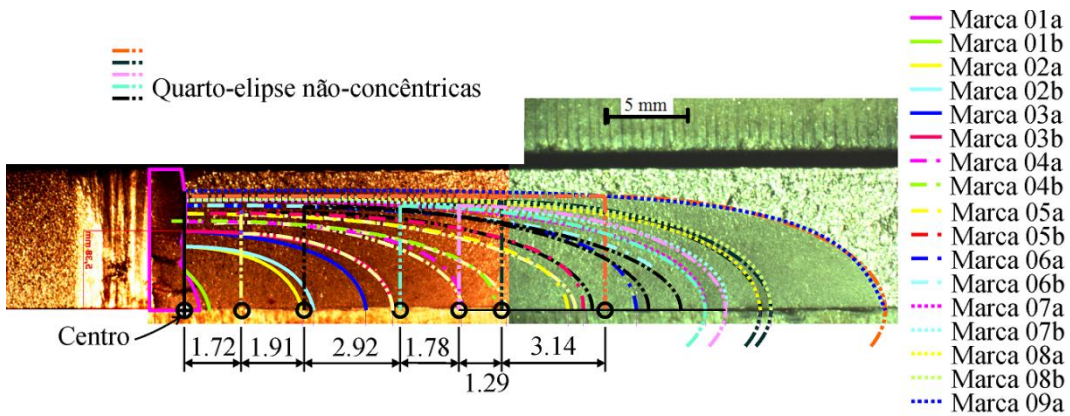 Quarto-elipse não-concêntricas
5 mm
Centro
1.72
1.91
2.92
1.78
1.29
3.14
Marca 01a
Marca 01b
Marca 02a
Marca 02b
Marca 03a
Marca 03b
Marca 04a
Marca 04b
Marca 05a
Marca 05b
Marca 06a
Marca 06b
Marca 07a
Marca 07b
Marca 08a
Marca 08b
Marca 09a